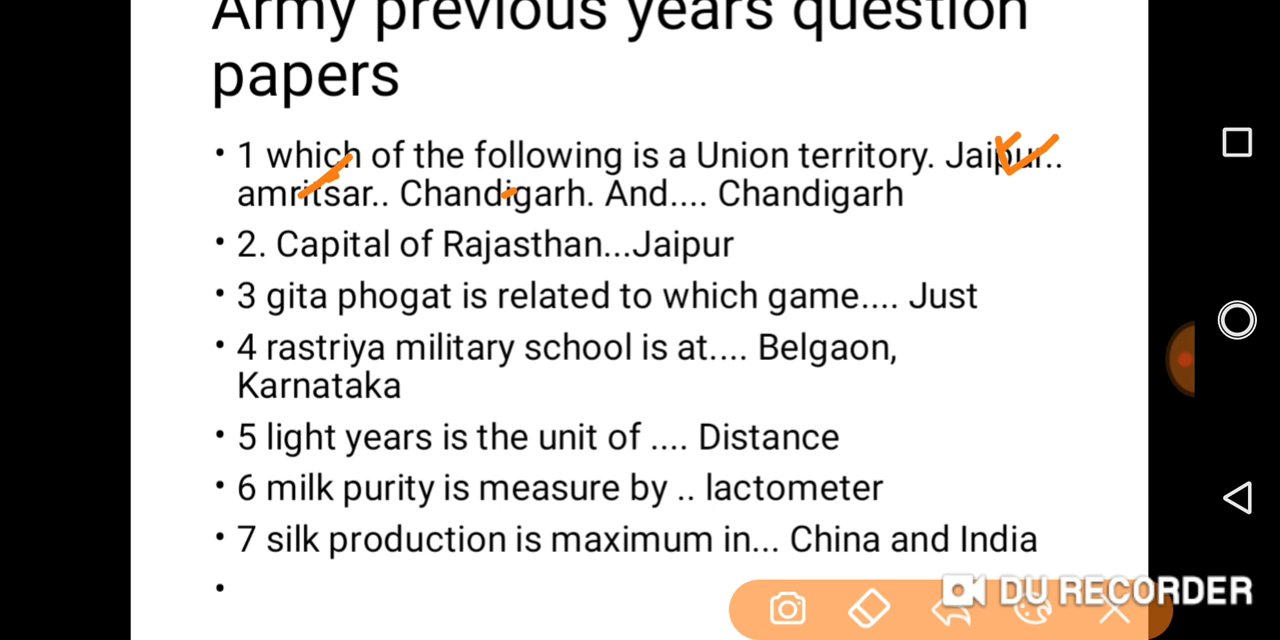 Army previous years question
papers
• 1 which of the following is a Union territory. Jaipur..
amritsar.. Chandigarh. And.... Chandigarh
• 2. Capital of Rajasthan...Jaipur
• 3 gita phogat is related to which game.... Just
• 4 rastriya military school is at.... Belgaon,
Karnataka
• 5 light years is the unit of .... Distance
• 6 milk purity is measure by .. lactometer
• 7 silk production is maximum in... China and India
•
DU RECORDER